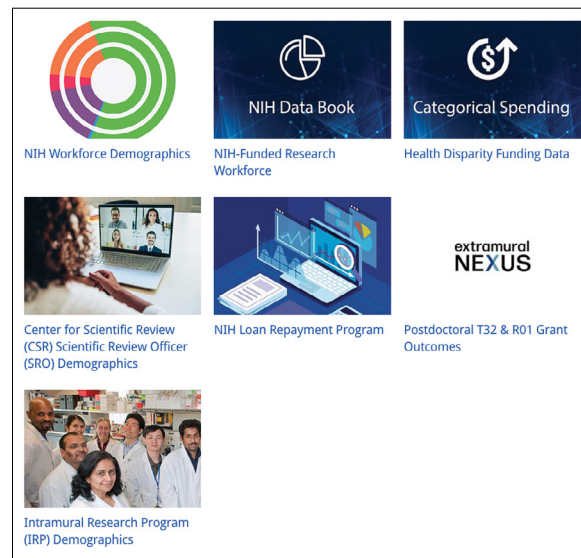 NIH Data Book
Categorical Spending
NIH Workforce Demographics
NIH-Funded Research
Workforce
Health Disparity Funding Data
extramural
NEXUS
Center for Scientific Review
(CSR) Scientific Review Officer
(SRO) Demographics
NIH Loan Repayment Program
Postdoctoral T32 & R01 Grant
Outcomes
Intramural Research Program
(IRP) Demographics